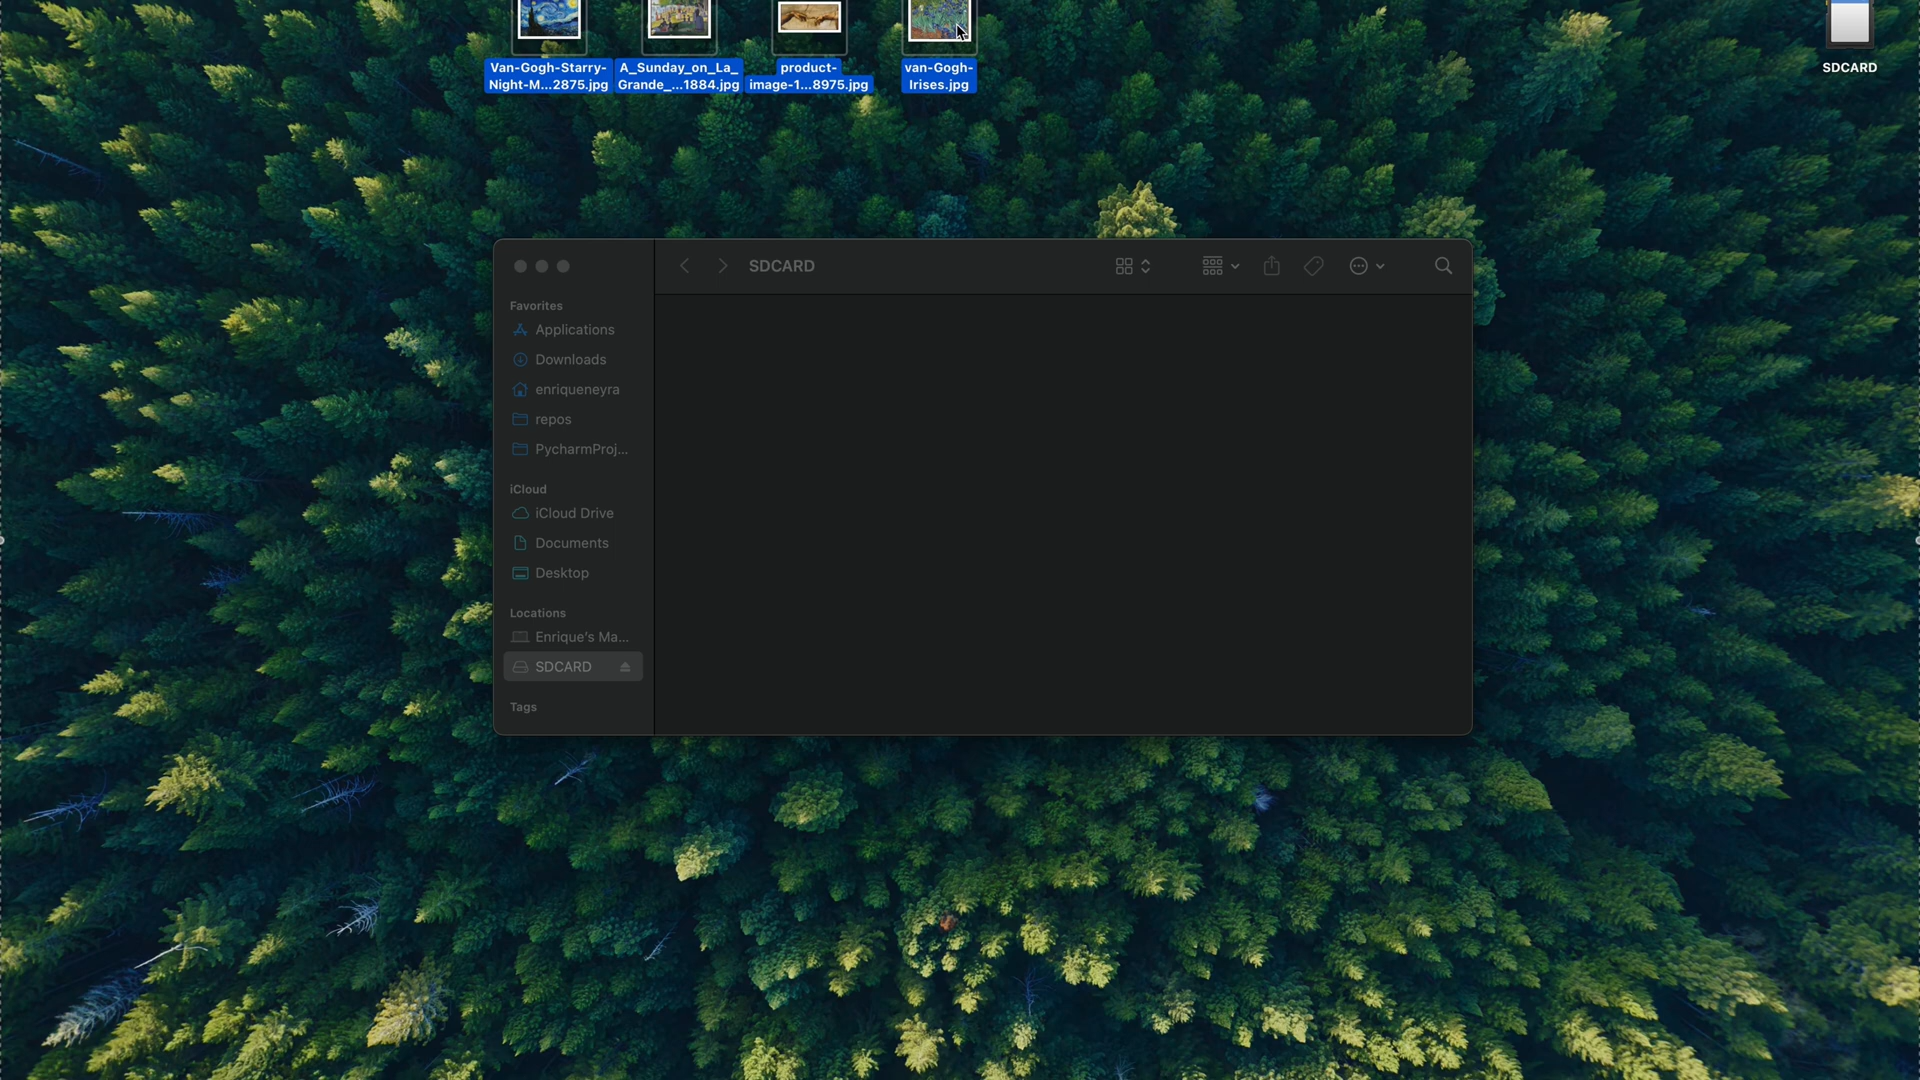 Van-Gogh-Starry-
Night-M...2875.jpg
A_Sunday_on_La_
Grande_...1884.jpg
product-
image-1...8975.jpg
van-Gogh-
Irises.jpg
SDCARD
SDCARD
Favorites
Applications
Downloads
enriqueneyra
repos
PycharmProj...
iCloud
iCloud Drive
Documents
Desktop
Locations
Enrique's Ma...
SDCARD
Tags